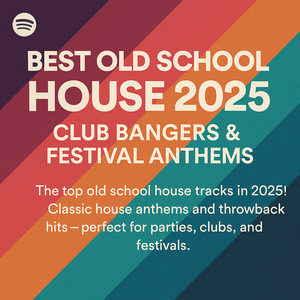 BEST OLD SCHOOL
HOUSE 2025
CLUB BANGERS &
FESTIVAL ANTHEMS
The top old school house tracks in 2025!
Classic house anthems and throwback
hits – perfect for parties, clubs, and
festivals.